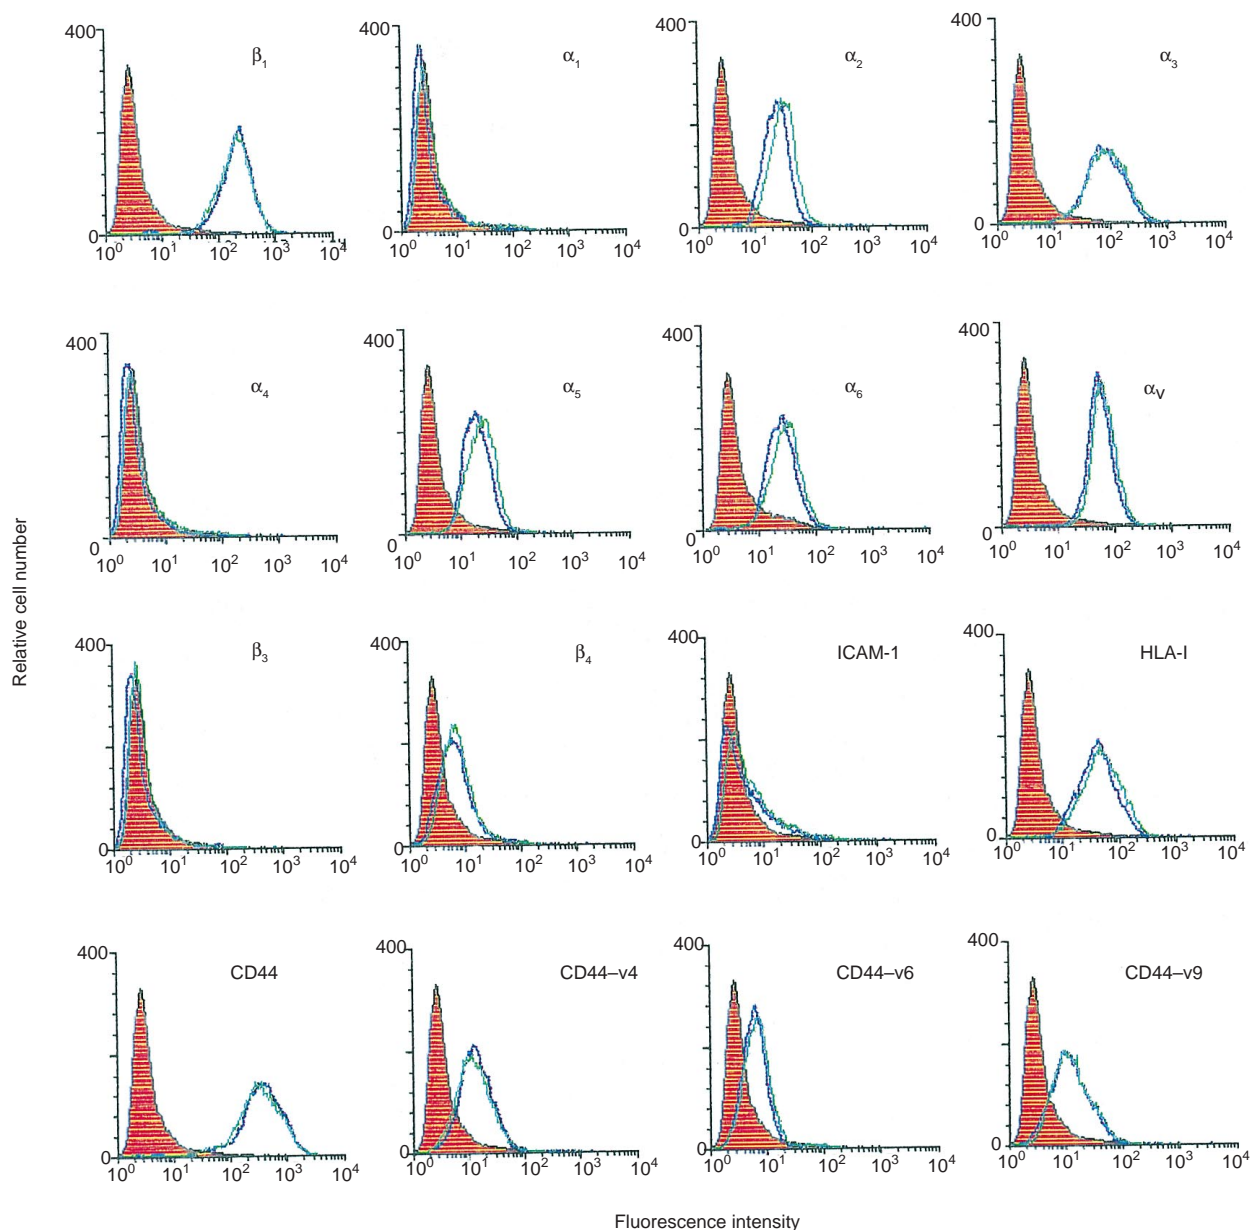 400 400 400 400
β1 α1 α2 α3
0 0 0 0
10^0 10^1 10^2 10^3 10^4 10^0 10^1 10^2 10^3 10^4 10^0 10^1 10^2 10^3 10^4 10^0 10^1 10^2 10^3 10^4
400 400 400 400
α4 α5 α6 αV
0 0 0 0
10^0 10^1 10^2 10^3 10^4 10^0 10^1 10^2 10^3 10^4 10^0 10^1 10^2 10^3 10^4 10^0 10^1 10^2 10^3 10^4
Relative cell number
400 400 400 400
β3 β4 ICAM-1 HLA-I
0 0 0 0
10^0 10^1 10^2 10^3 10^4 10^0 10^1 10^2 10^3 10^4 10^0 10^1 10^2 10^3 10^4 10^0 10^1 10^2 10^3 10^4
400 400 400 400
CD44 CD44–v4 CD44–v6 CD44–v9
0 0 0 0
10^0 10^1 10^2 10^3 10^4 10^0 10^1 10^2 10^3 10^4 10^0 10^1 10^2 10^3 10^4 10^0 10^1 10^2 10^3 10^4
Fluorescence intensity